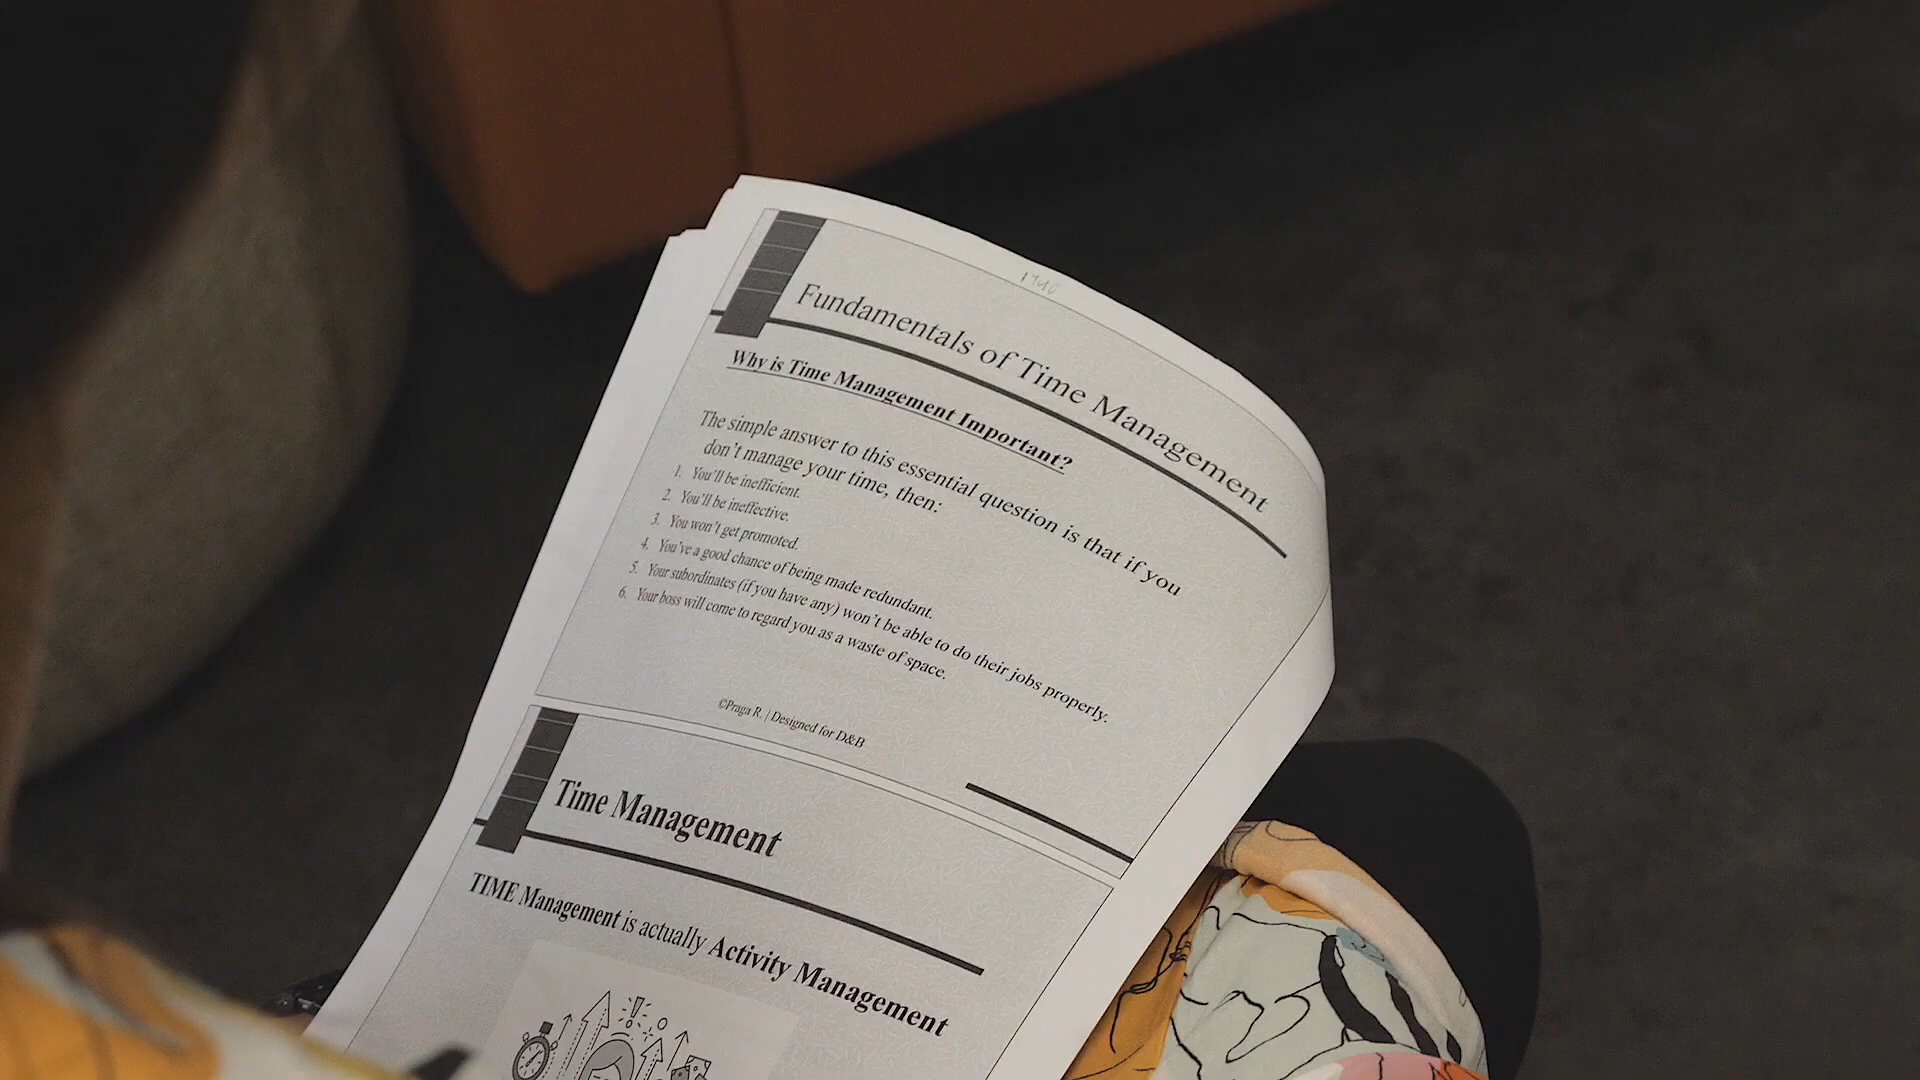 1740
Fundamentals of Time Management
Why is Time Management Important?
The simple answer to this essential question is that if you
don't manage your time, then:
1. You'll be inefficient.
2. You'll be ineffective.
3. You won't get promoted.
4. You've a good chance of being made redundant.
5. Your subordinates (if you have any) won't be able to do their jobs properly.
6. Your boss will come to regard you as a waste of space.
©Praga R. | Designed for D&B
Time Management
TIME Management is actually Activity Management